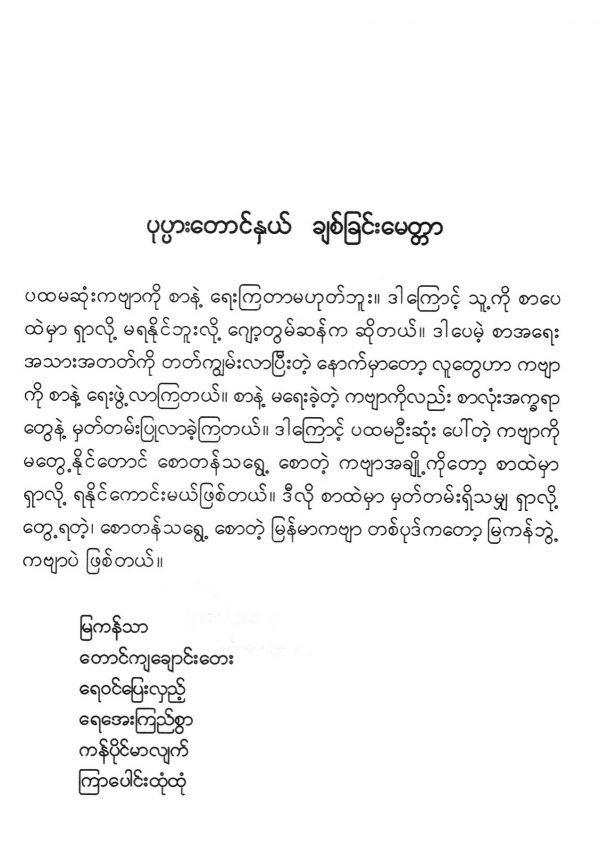 ပုပ္ပားတောင်နှယ် ချစ်ခြင်းမေတ္တာ
ပထမဆုံးကဗျာကို စာနဲ့ ရေးကြတာမဟုတ်ဘူး။ ဒါကြောင့် သူ့ကို စာပေ
ထဲမှာ ရှာလို့ မရနိုင်ဘူးလို့ ဂျော့တွမ်ဆန်က ဆိုတယ်။ ဒါပေမဲ့ စာအရေး
အသားအတတ်ကို တတ်ကျွမ်းလာပြီးတဲ့ နောက်မှာတော့ လူတွေဟာ ကဗျာ
ကို စာနဲ့ ရေးဖွဲ့လာကြတယ်။ စာနဲ့ မရေးခဲ့တဲ့ ကဗျာကိုလည်း စာလုံးအက္ခရာ
တွေနဲ့ မှတ်တမ်းပြုလာခဲ့ကြတယ်။ ဒါကြောင့် ပထမဦးဆုံး ပေါ်တဲ့ ကဗျာကို
မတွေ့နိုင်တောင် စောတန်သရွေ့ စောတဲ့ ကဗျာအချို့ကိုတော့ စာထဲမှာ
ရှာလို့ ရနိုင်ကောင်းမယ်ဖြစ်တယ်။ ဒီလို စာထဲမှာ မှတ်တမ်းရှိသမျှ ရှာလို့
တွေ့ရတဲ့၊ စောတန်သရွေ့ စောတဲ့ မြန်မာကဗျာ တစ်ပုဒ်ကတော့ မြကန်ဘွဲ့
ကဗျာပဲ ဖြစ်တယ်။
မြကန်သာ
တောင်ကျချောင်းတေး
ရေဝင်ပြေးလှည့်
ရေအေးကြည်စွာ
ကန်ပိုင်မာလျက်
ကြာပေါင်းထုံထုံ